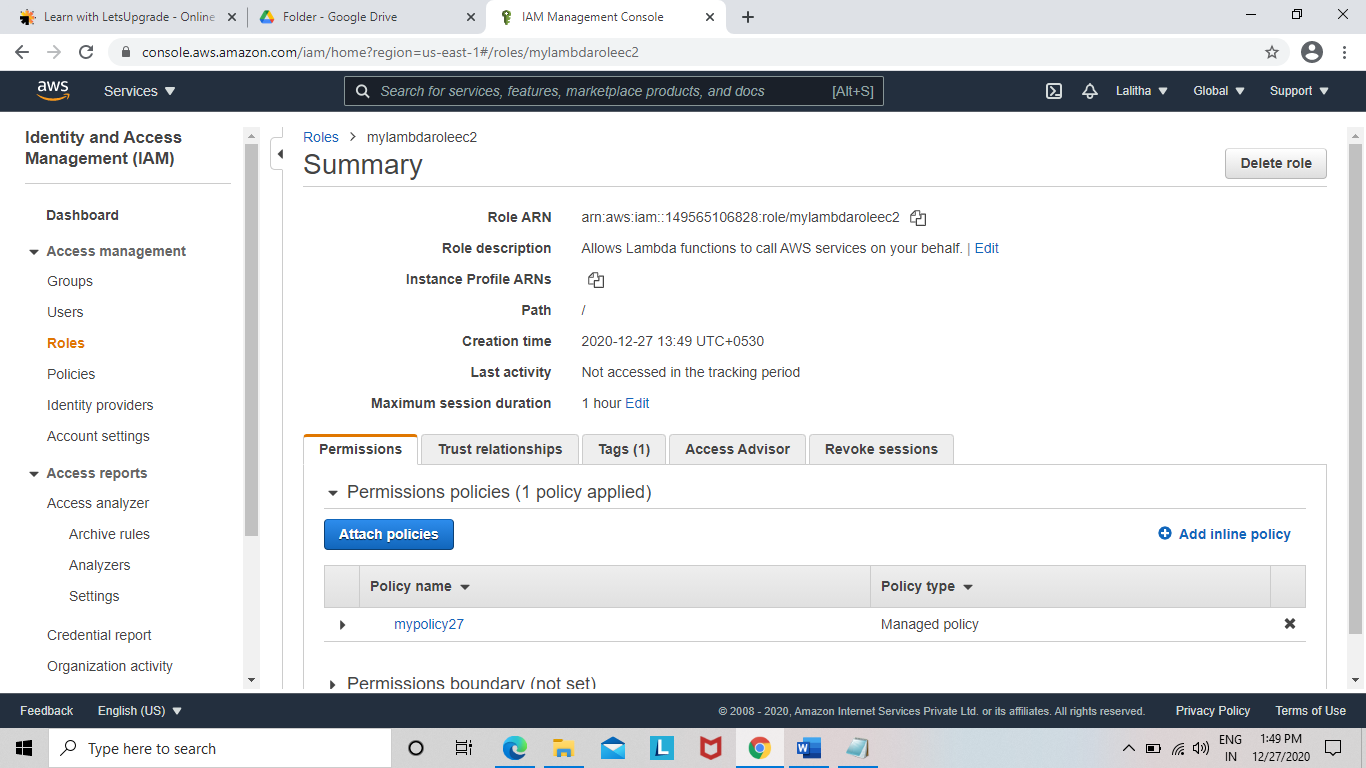 Learn with LetsUpgrade - Online
Folder - Google Drive
IAM Management Console
console.aws.amazon.com/iam/home?region=us-east-1#/roles/mylambdaroleec2
aws
Services
Search for services, features, marketplace products, and docs
[Alt+S]
Lalitha
Global
Support
Identity and Access
Management (IAM)
Dashboard
Access management
Groups
Users
Roles
Policies
Identity providers
Account settings
Access reports
Access analyzer
Archive rules
Analyzers
Settings
Credential report
Organization activity
Roles > mylambdaroleec2
Summary
Delete role
Role ARN arn:aws:iam::149565106828:role/mylambdaroleec2
Role description Allows Lambda functions to call AWS services on your behalf. | Edit
Instance Profile ARNs
Path /
Creation time 2020-12-27 13:49 UTC+0530
Last activity Not accessed in the tracking period
Maximum session duration 1 hour Edit
Permissions
Trust relationships
Tags (1)
Access Advisor
Revoke sessions
Permissions policies (1 policy applied)
Attach policies
Add inline policy
Policy name
Policy type
mypolicy27
Managed policy
Permissions boundary (not set)
Feedback
English (US)
© 2008 - 2020, Amazon Internet Services Private Ltd. or its affiliates. All rights reserved.
Privacy Policy
Terms of Use
Type here to search
L
W
ENG
IN
1:49 PM
12/27/2020